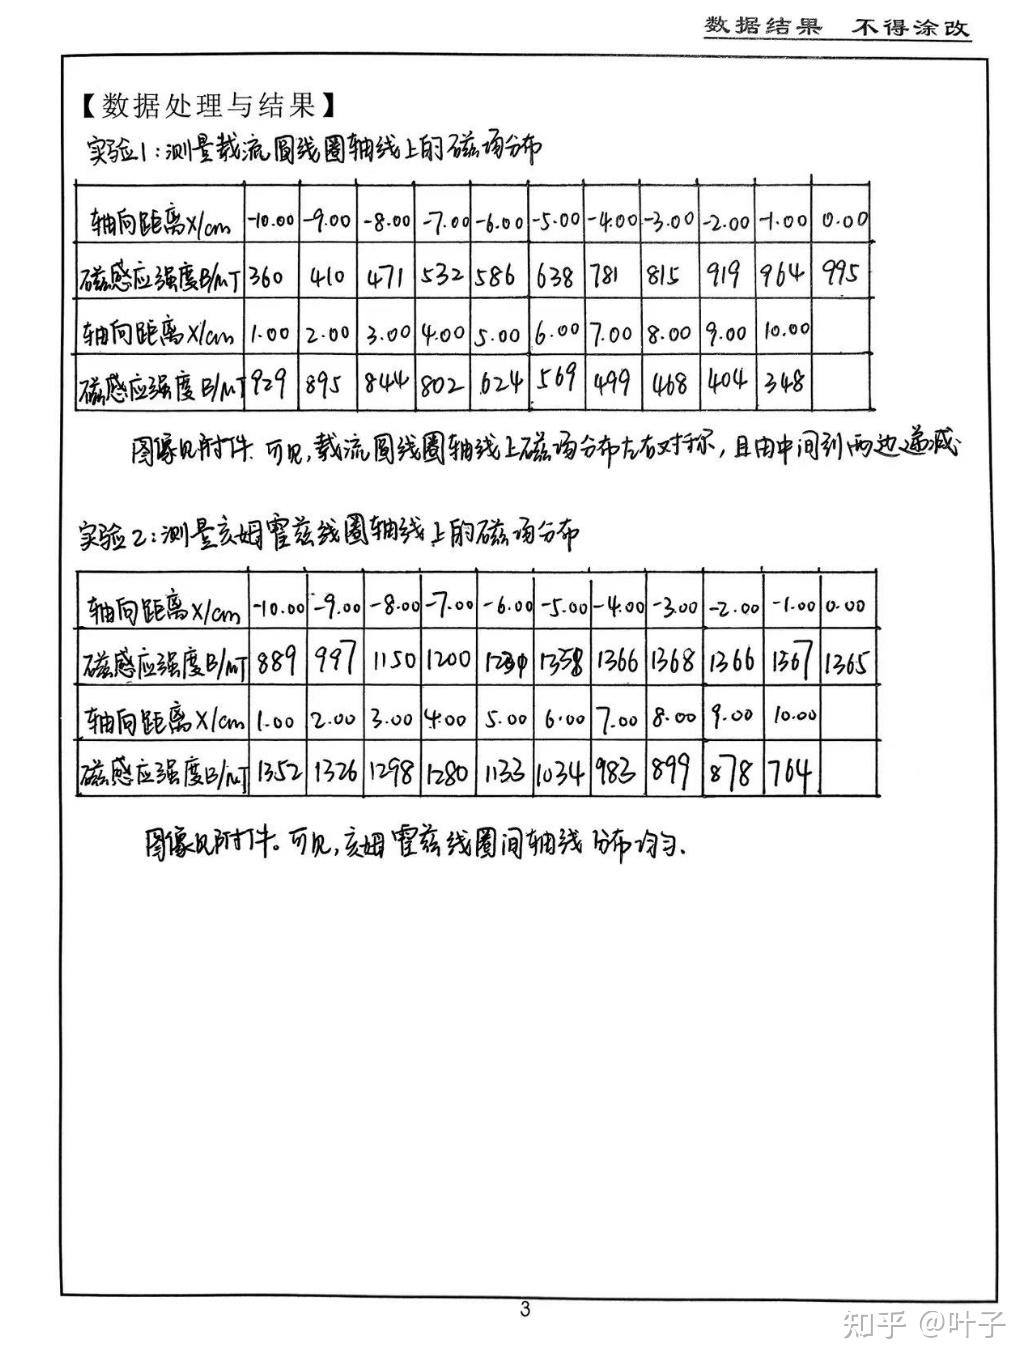 数据结果 不得涂改
【数据处理与结果】
实验1:测量载流圆线圈轴线上的磁场分布
轴向距离X/cm -10.00 -9.00 -8.00 -7.00 -6.00 -5.00 -4.00 -3.00 -2.00 -1.00 0.00
磁感应强度B/mT 360 410 471 532 586 638 781 815 919 964 995
轴向距离X/cm 1.00 2.00 3.00 4.00 5.00 6.00 7.00 8.00 9.00 10.00
磁感应强度B/mT 929 895 844 802 624 569 499 468 404 348
图像见附件.可见,载流圆线圈轴线上磁场分布左右对称,且由中间到两边递减
实验2:测量亥姆霍兹线圈轴线上的磁场分布
轴向距离X/cm -10.00 -9.00 -8.00 -7.00 -6.00 -5.00 -4.00 -3.00 -2.00 -1.00 0.00
磁感应强度B/mT 889 997 1150 1200 1358 1366 1368 1366 1367 1365
轴向距离X/cm 1.00 2.00 3.00 4.00 5.00 6.00 7.00 8.00 9.00 10.00
磁感应强度B/mT 1352 1326 1298 1280 1133 1034 983 899 878 764
图像见附件。可见,亥姆霍兹线圈间轴线分布均匀.
3
知乎 @叶子